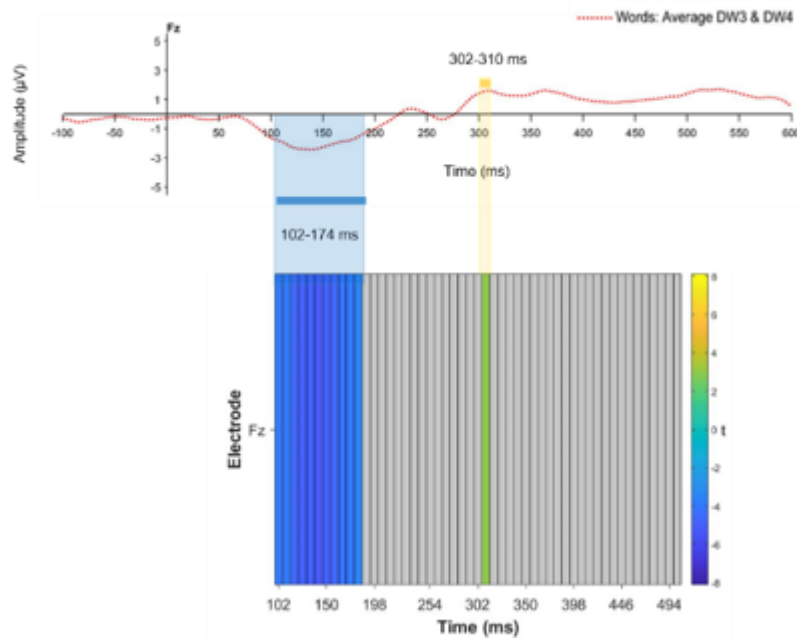 Words: Average DW3 & DW4
Fz
5
3
1
-1
-3
-5
Amplitude (µV)
302-310 ms
-100 -50 0 50 100 150 200 250 300 350 400 450 500 550 600
Timo (ms)
102-174 ms
Electrode
Fz
8
6
4
2
0 t
-2
-4
-6
-8
102 150 198 254 302 350 398 446 494
Time (ms)